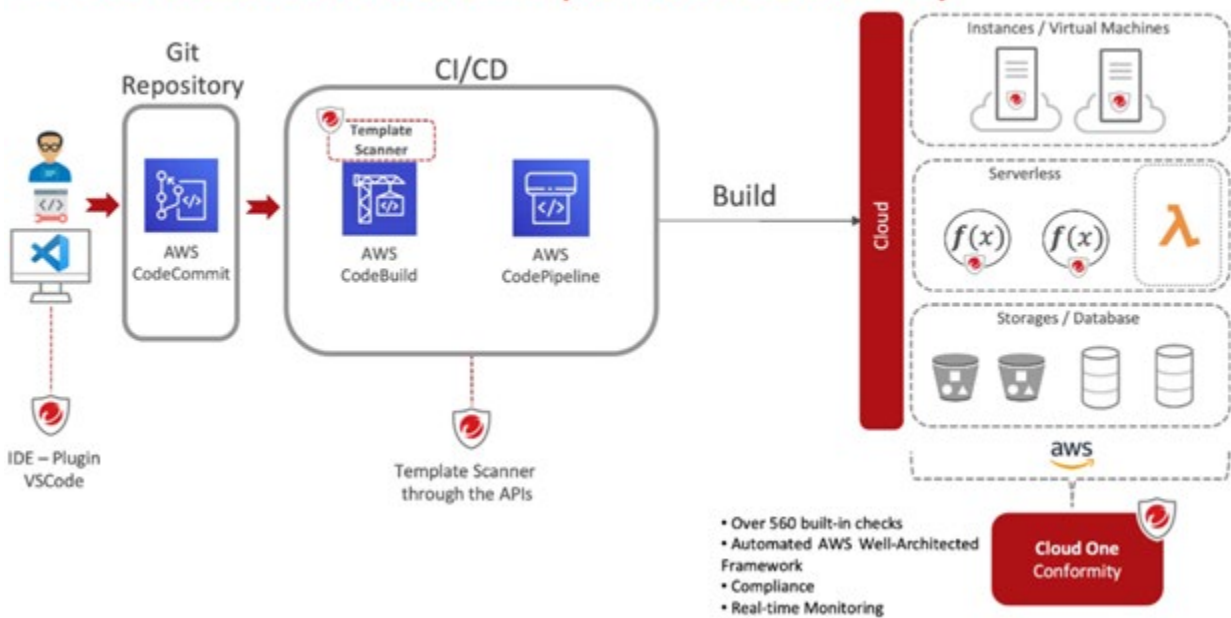 Git
Repository
CI/CD
Template
Scanner
AWS
CodeCommit
AWS
CodeBuild
AWS
CodePipeline
Build
Cloud
Instances / Virtual Machines
Serverless
f(x)
f(x)
λ
Storages / Database
aws
IDE – Plugin
VSCode
Template Scanner
through the APIs
• Over 560 built-in checks
• Automated AWS Well-Architected
Framework
• Compliance
• Real-time Monitoring
Cloud One
Conformity